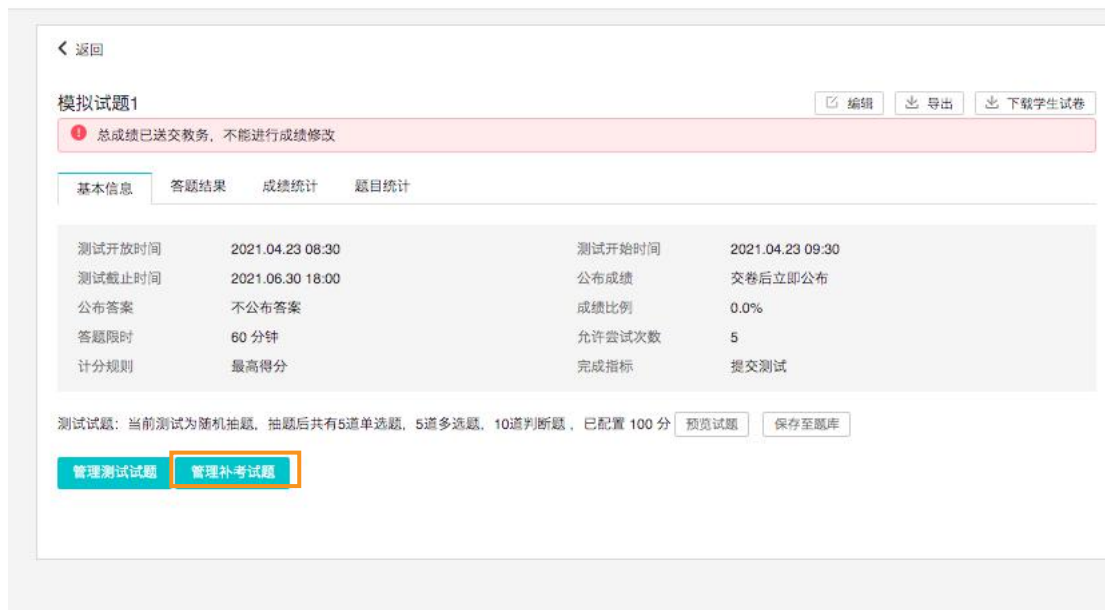 返回
模拟试题1 编辑 导出 下载学生试卷
总成绩已送交教务，不能进行成绩修改
基本信息 答题结果 成绩统计 题目统计
测试开放时间 2021.04.23 08:30 测试开始时间 2021.04.23 09:30
测试截止时间 2021.06.30 18:00 公布成绩 交卷后立即公布
公布答案 不公布答案 成绩比例 0.0%
答题限时 60 分钟 允许尝试次数 5
计分规则 最高得分 完成指标 提交测试
测试试题：当前测试为随机抽题，抽题后共有5道单选题，5道多选题，10道判断题，已配置 100 分 预览试题 保存至题库
管理测试试题 管理补考试题